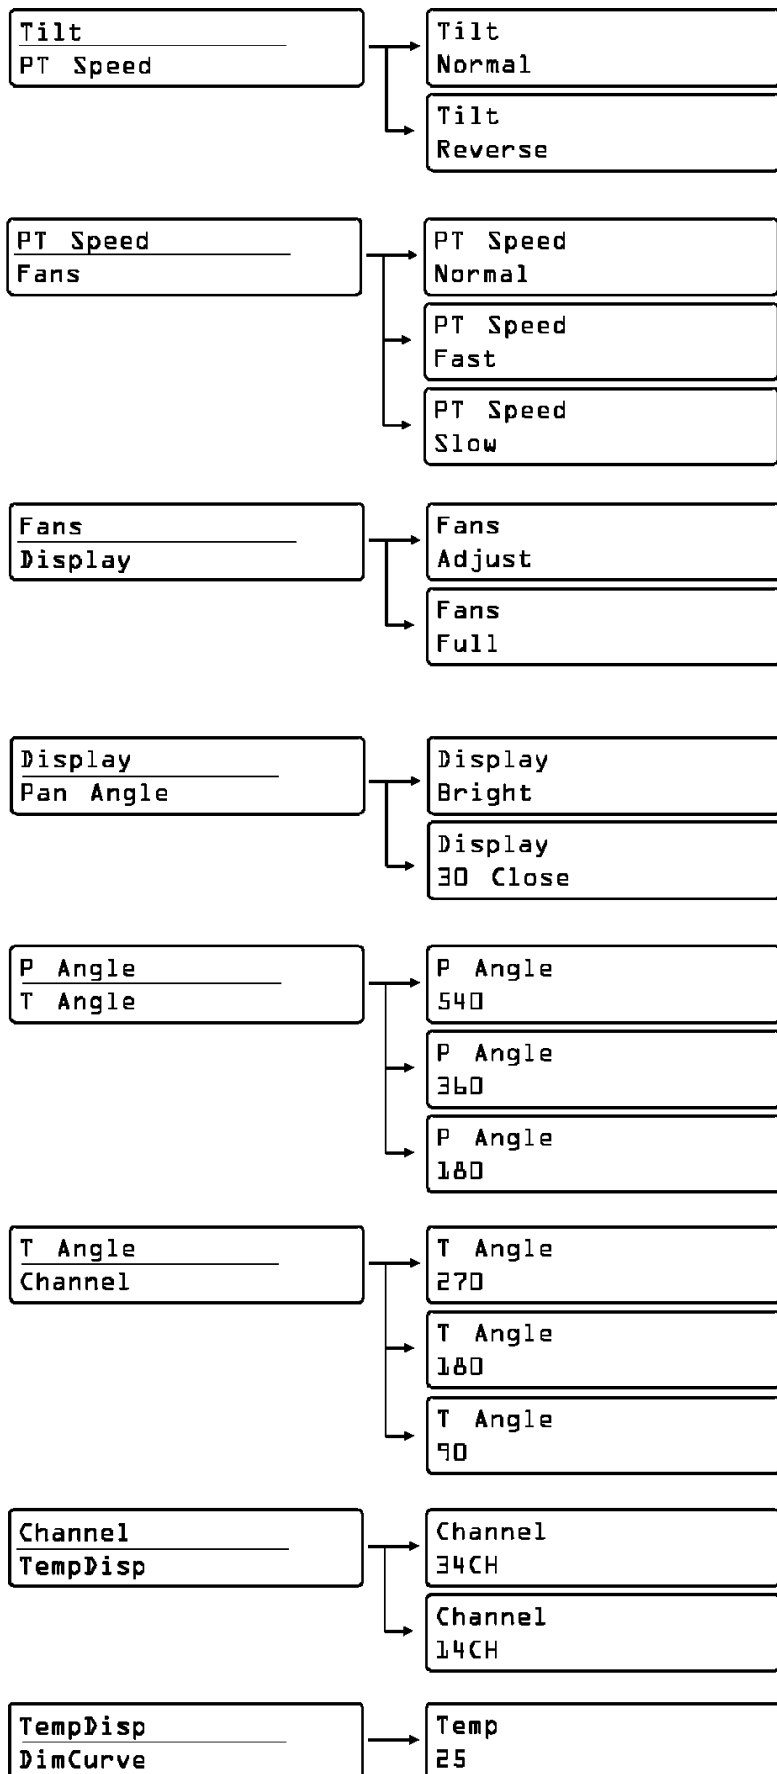 Tilt
PT Speed
Tilt
Normal
Tilt
Reverse
PT Speed
Fans
PT Speed
Normal
PT Speed
Fast
PT Speed
Slow
Fans
Display
Fans
Adjust
Fans
Full
Display
Pan Angle
Display
Bright
Display
30 Close
P Angle
T Angle
P Angle
540
P Angle
360
P Angle
180
T Angle
Channel
T Angle
270
T Angle
180
T Angle
90
Channel
TempDisp
Channel
34CH
Channel
14CH
TempDisp
DimCurve
Temp
25